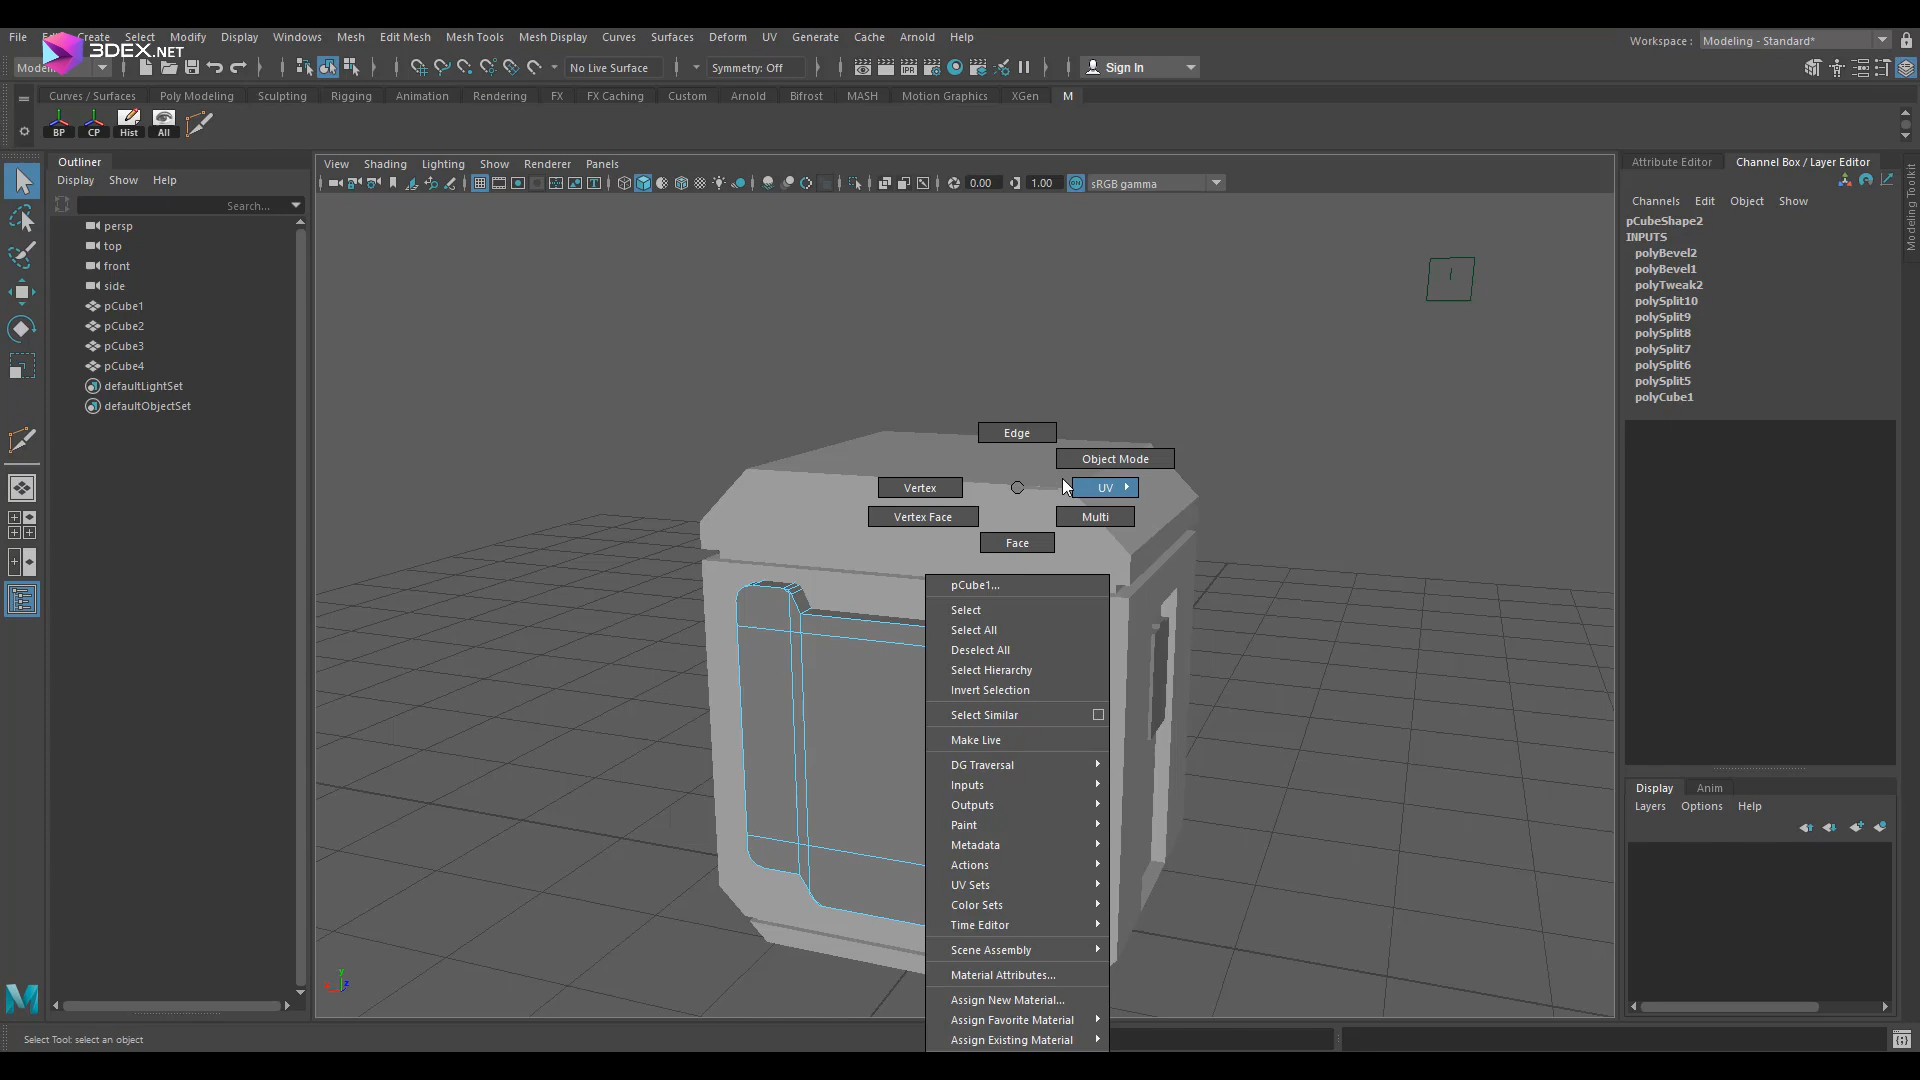 File Edit Create Select Modify Display Windows Mesh Edit Mesh Mesh Tools Mesh Display Curves Surfaces Deform UV Generate Cache Arnold Help
Workspace : Modeling - Standard*
3DEX.NET
No Live Surface
Symmetry: Off
Sign In
Curves / Surfaces Poly Modeling Sculpting Rigging Animation Rendering FX FX Caching Custom Arnold Bifrost MASH Motion Graphics XGen M
BP CP Hist All
Outliner
Display Show Help
Search...
persp
top
front
side
pCube1
pCube2
pCube3
pCube4
defaultLightSet
defaultObjectSet
View Shading Lighting Show Renderer Panels
0.00 1.00 ON sRGB gamma
Edge
Object Mode
Vertex UV
Vertex Face Multi
Face
pCube1...
Select
Select All
Deselect All
Select Hierarchy
Invert Selection
Select Similar
Make Live
DG Traversal
Inputs
Outputs
Paint
Metadata
Actions
UV Sets
Color Sets
Time Editor
Scene Assembly
Material Attributes...
Assign New Material...
Assign Favorite Material
Assign Existing Material
Attribute Editor Channel Box / Layer Editor
Modeling Toolkit
Channels Edit Object Show
pCubeShape2
INPUTS
polyBevel2
polyBevel1
polyTweak2
polySplit10
polySplit9
polySplit8
polySplit7
polySplit6
polySplit5
polyCube1
Display Anim
Layers Options Help
y
z
Select Tool: select an object